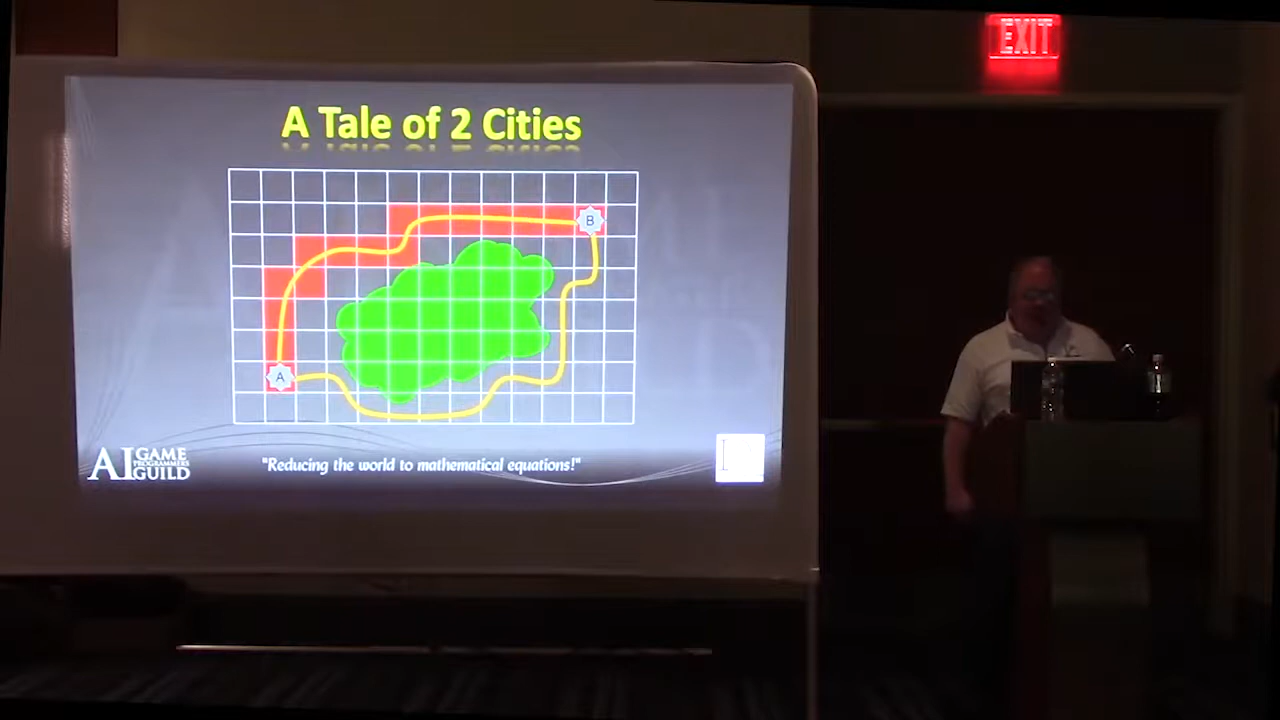 EXIT
A Tale of 2 Cities
B
A
AI GAME
PROGRAMMERS
GUILD
"Reducing the world to mathematical equations!"